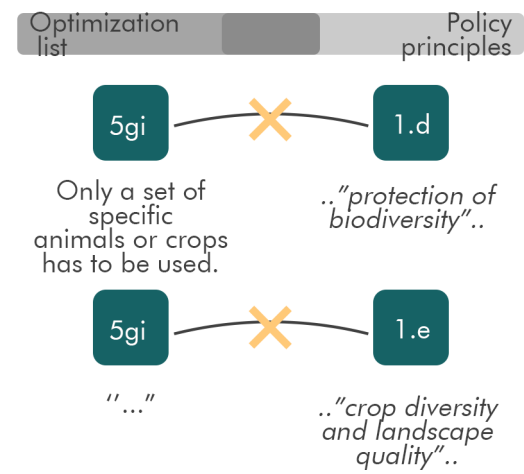 Optimization
list
Policy
principles
5gi
1.d
Only a set of
specific
animals or crops
has to be used.
.."protection of
biodiversity"..
5gi
1.e
''..."
.."crop diversity
and landscape
quality"..